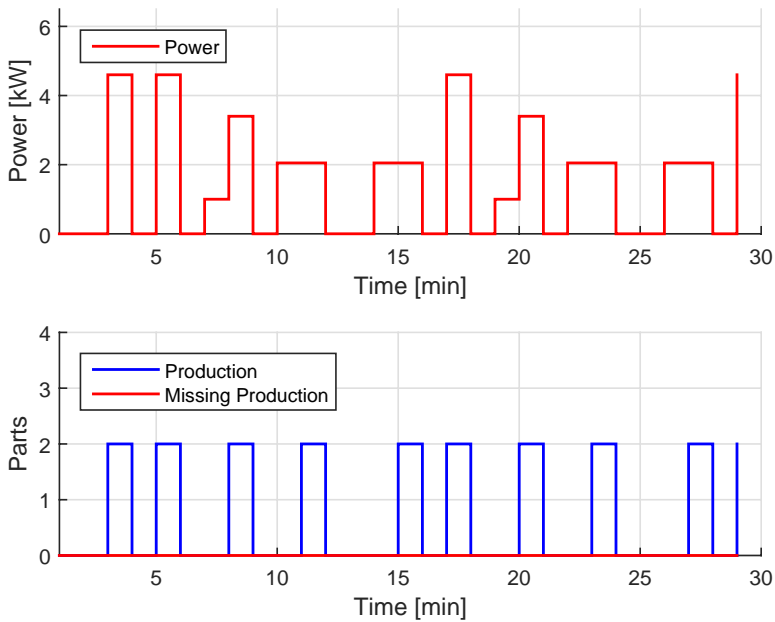 6
Power
4
Power [kW]
2
0
5 10 15 20 25 30
Time [min]
4
Production
3
Missing Production
Parts
2
1
0
5 10 15 20 25 30
Time [min]